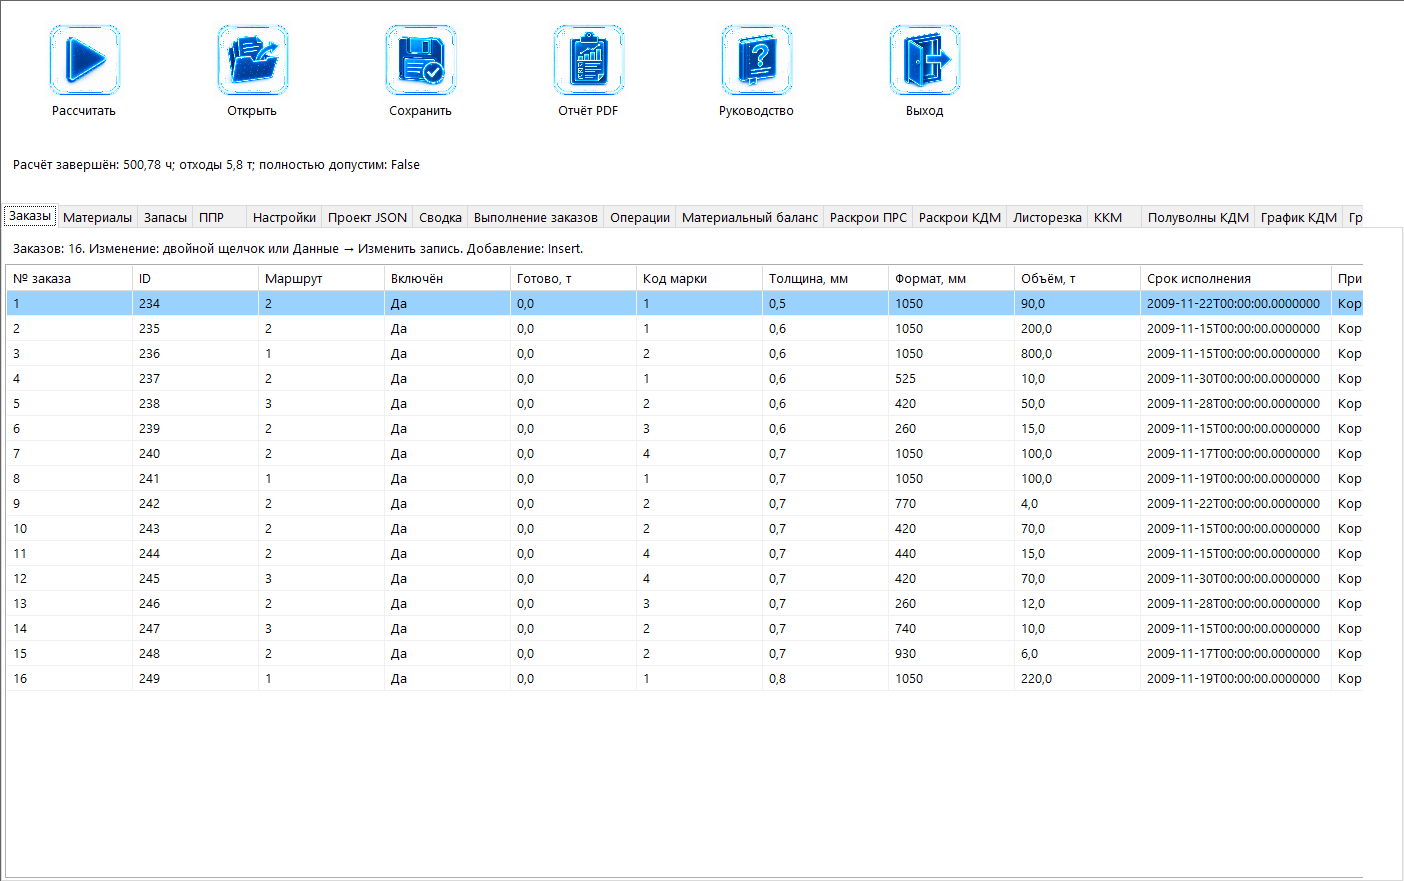 Рассчитать Открыть Сохранить Отчёт PDF Руководство Выход
Расчёт завершён: 500,78 ч; отходы 5,8 т; полностью допустим: False
Заказы Материалы Запасы ППР Настройки Проект JSON Сводка Выполнение заказов Операции Материальный баланс Раскрои ПРС Раскрои КДМ Листорезка ККМ Полуволны КДМ График КДМ Гр
Заказов: 16. Изменение: двойной щелчок или Данные → Изменить запись. Добавление: Insert.
№ заказа ID Маршрут Включён Готово, т Код марки Толщина, мм Формат, мм Объём, т Срок исполнения При
1 234 2 Да 0,0 1 0,5 1050 90,0 2009-11-22T00:00:00.0000000 Кор
2 235 2 Да 0,0 1 0,6 1050 200,0 2009-11-15T00:00:00.0000000 Кор
3 236 1 Да 0,0 2 0,6 1050 800,0 2009-11-15T00:00:00.0000000 Кор
4 237 2 Да 0,0 1 0,6 525 10,0 2009-11-30T00:00:00.0000000 Кор
5 238 3 Да 0,0 2 0,6 420 50,0 2009-11-28T00:00:00.0000000 Кор
6 239 2 Да 0,0 3 0,6 260 15,0 2009-11-15T00:00:00.0000000 Кор
7 240 2 Да 0,0 4 0,7 1050 100,0 2009-11-17T00:00:00.0000000 Кор
8 241 1 Да 0,0 1 0,7 1050 100,0 2009-11-19T00:00:00.0000000 Кор
9 242 2 Да 0,0 2 0,7 770 4,0 2009-11-22T00:00:00.0000000 Кор
10 243 2 Да 0,0 2 0,7 420 70,0 2009-11-15T00:00:00.0000000 Кор
11 244 2 Да 0,0 4 0,7 440 15,0 2009-11-15T00:00:00.0000000 Кор
12 245 3 Да 0,0 4 0,7 420 70,0 2009-11-30T00:00:00.0000000 Кор
13 246 2 Да 0,0 3 0,7 260 12,0 2009-11-28T00:00:00.0000000 Кор
14 247 3 Да 0,0 2 0,7 740 10,0 2009-11-15T00:00:00.0000000 Кор
15 248 2 Да 0,0 2 0,7 930 6,0 2009-11-17T00:00:00.0000000 Кор
16 249 1 Да 0,0 1 0,8 1050 220,0 2009-11-19T00:00:00.0000000 Кор